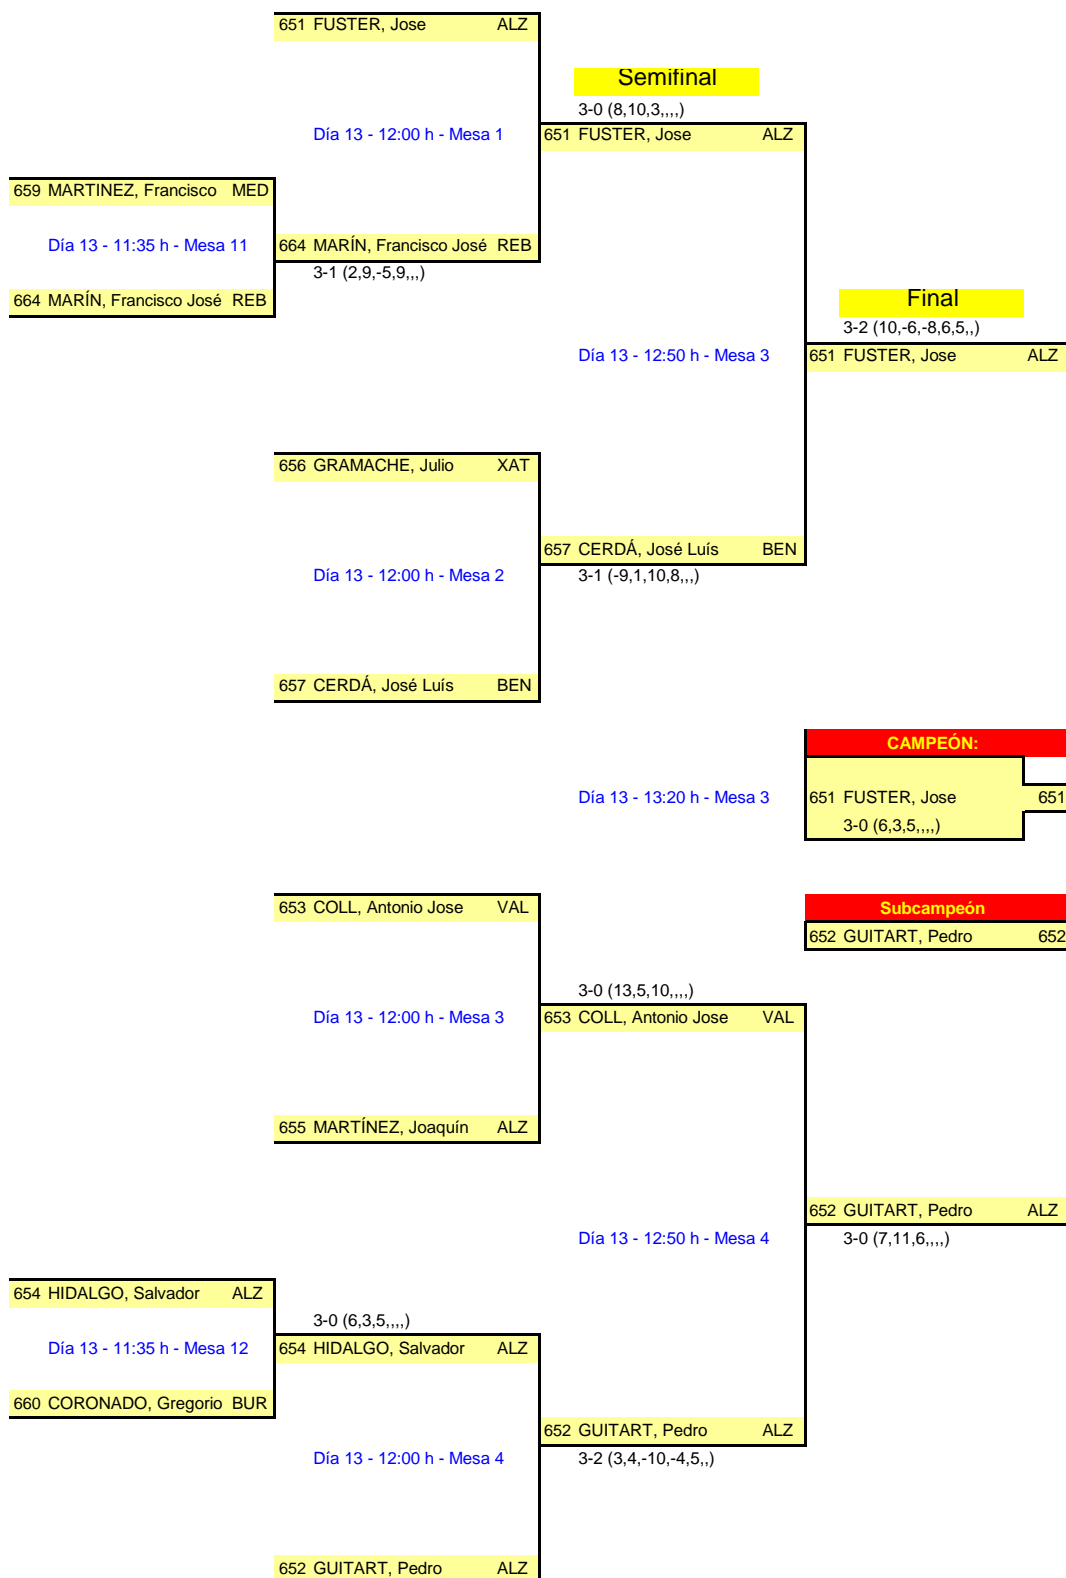 651 FUSTER, Jose ALZ
Semifinal
3-0 (8,10,3,,,,)
Día 13 - 12:00 h - Mesa 1
651 FUSTER, Jose ALZ
659 MARTINEZ, Francisco MED
Día 13 - 11:35 h - Mesa 11
664 MARÍN, Francisco José REB
3-1 (2,9,-5,9,,,)
664 MARÍN, Francisco José REB
Final
3-2 (10,-6,-8,6,5,,)
Día 13 - 12:50 h - Mesa 3
651 FUSTER, Jose ALZ
656 GRAMACHE, Julio XAT
657 CERDÁ, José Luís BEN
Día 13 - 12:00 h - Mesa 2
3-1 (-9,1,10,8,,,)
657 CERDÁ, José Luís BEN
CAMPEÓN:
Día 13 - 13:20 h - Mesa 3
651 FUSTER, Jose 651
3-0 (6,3,5,,,,)
653 COLL, Antonio Jose VAL
Subcampeón
652 GUITART, Pedro 652
3-0 (13,5,10,,,,)
Día 13 - 12:00 h - Mesa 3
653 COLL, Antonio Jose VAL
655 MARTÍNEZ, Joaquín ALZ
652 GUITART, Pedro ALZ
Día 13 - 12:50 h - Mesa 4
3-0 (7,11,6,,,,)
654 HIDALGO, Salvador ALZ
3-0 (6,3,5,,,,)
Día 13 - 11:35 h - Mesa 12
654 HIDALGO, Salvador ALZ
660 CORONADO, Gregorio BUR
652 GUITART, Pedro ALZ
Día 13 - 12:00 h - Mesa 4
3-2 (3,4,-10,-4,5,,)
652 GUITART, Pedro ALZ